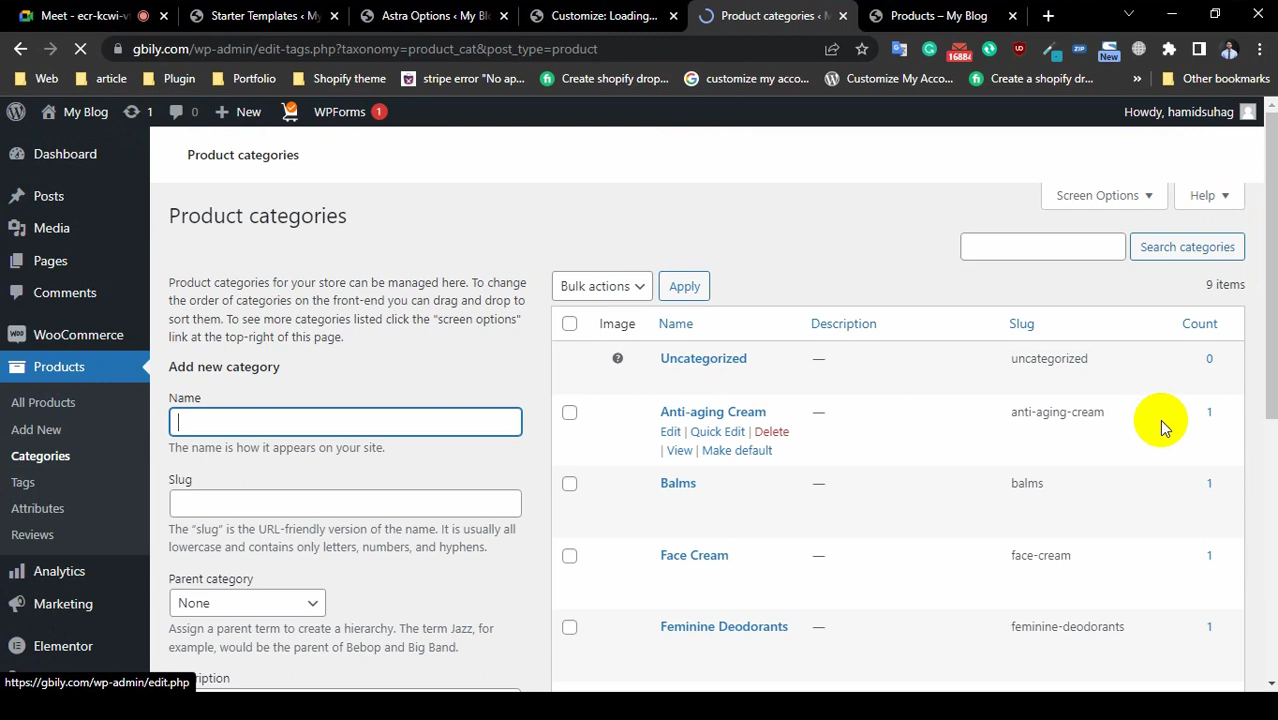 Meet - ecr-kcwi-v
Starter Templates ‹ M
Astra Options ‹ My Bl
Customize: Loading...
Product categories ‹ M
Products – My Blog
gbily.com/wp-admin/edit-tags.php?taxonomy=product_cat&post_type=product
16884
New
Web
article
Plugin
Portfolio
Shopify theme
stripe error "No ap...
Create shopify drop...
customize my acco...
Customize My Acco...
Create a shopify dr...
»
Other bookmarks
My Blog
1
0
New
WPForms 1
Howdy, hamidsuhag
Dashboard
Posts
Media
Pages
Comments
WooCommerce
Products
All Products
Add New
Categories
Tags
Attributes
Reviews
Analytics
Marketing
Elementor
https://gbily.com/wp-admin/edit.php
Product categories
Screen Options
Help
Product categories
Search categories
Product categories for your store can be managed here. To change
the order of categories on the front-end you can drag and drop to
sort them. To see more categories listed click the "screen options"
link at the top-right of this page.
Add new category
Name
The name is how it appears on your site.
Slug
The “slug” is the URL-friendly version of the name. It is usually all
lowercase and contains only letters, numbers, and hyphens.
Parent category
None
Assign a parent term to create a hierarchy. The term Jazz, for
example, would be the parent of Bebop and Big Band.
Bulk actions
Apply
9 items
Image Name Description Slug Count
Uncategorized — uncategorized 0
Anti-aging Cream — anti-aging-cream 1
Edit | Quick Edit | Delete
| View | Make default
Balms — balms 1
Face Cream — face-cream 1
Feminine Deodorants — feminine-deodorants 1